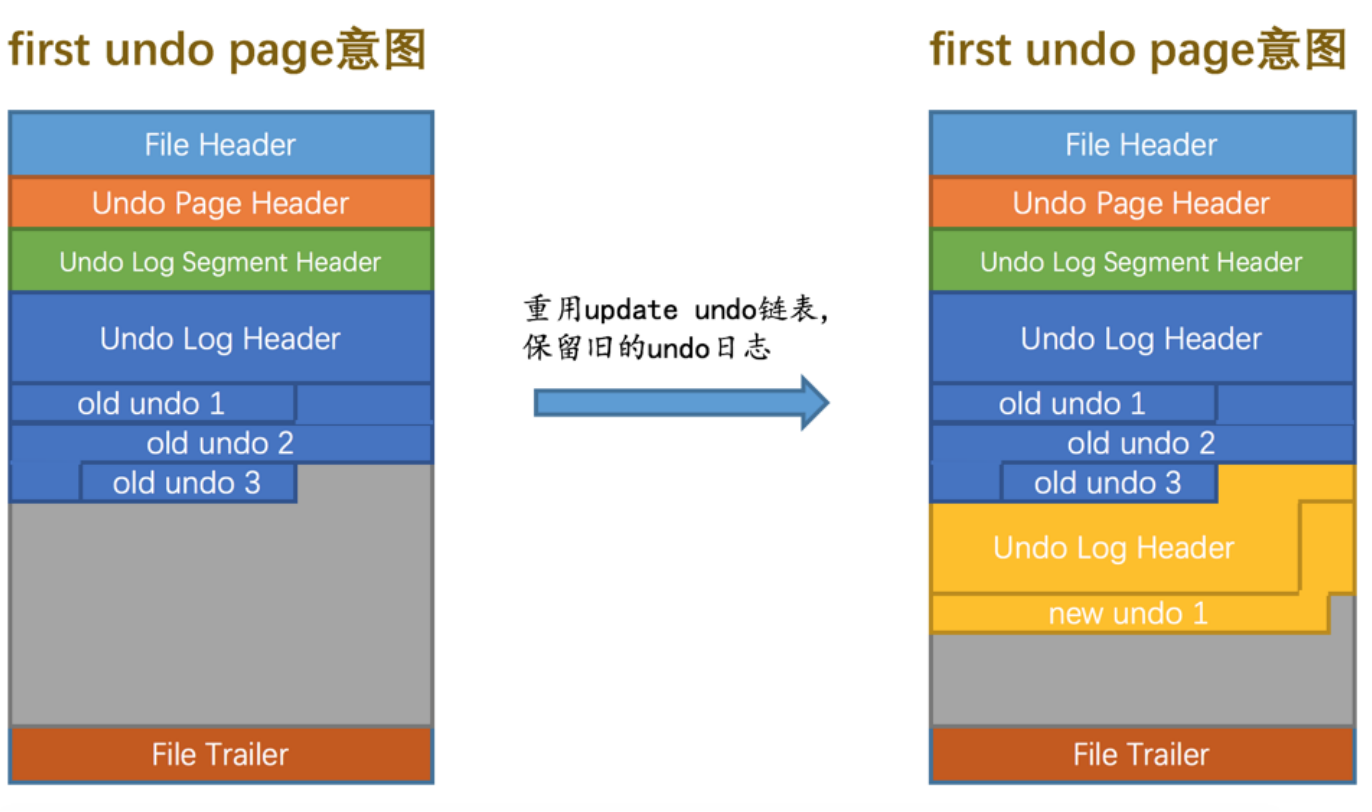 first undo page意图
File Header
Undo Page Header
Undo Log Segment Header
Undo Log Header
old undo 1
old undo 2
old undo 3
File Trailer
重用update undo链表,
保留旧的undo日志
first undo page意图
File Header
Undo Page Header
Undo Log Segment Header
Undo Log Header
old undo 1
old undo 2
old undo 3
Undo Log Header
new undo 1
File Trailer